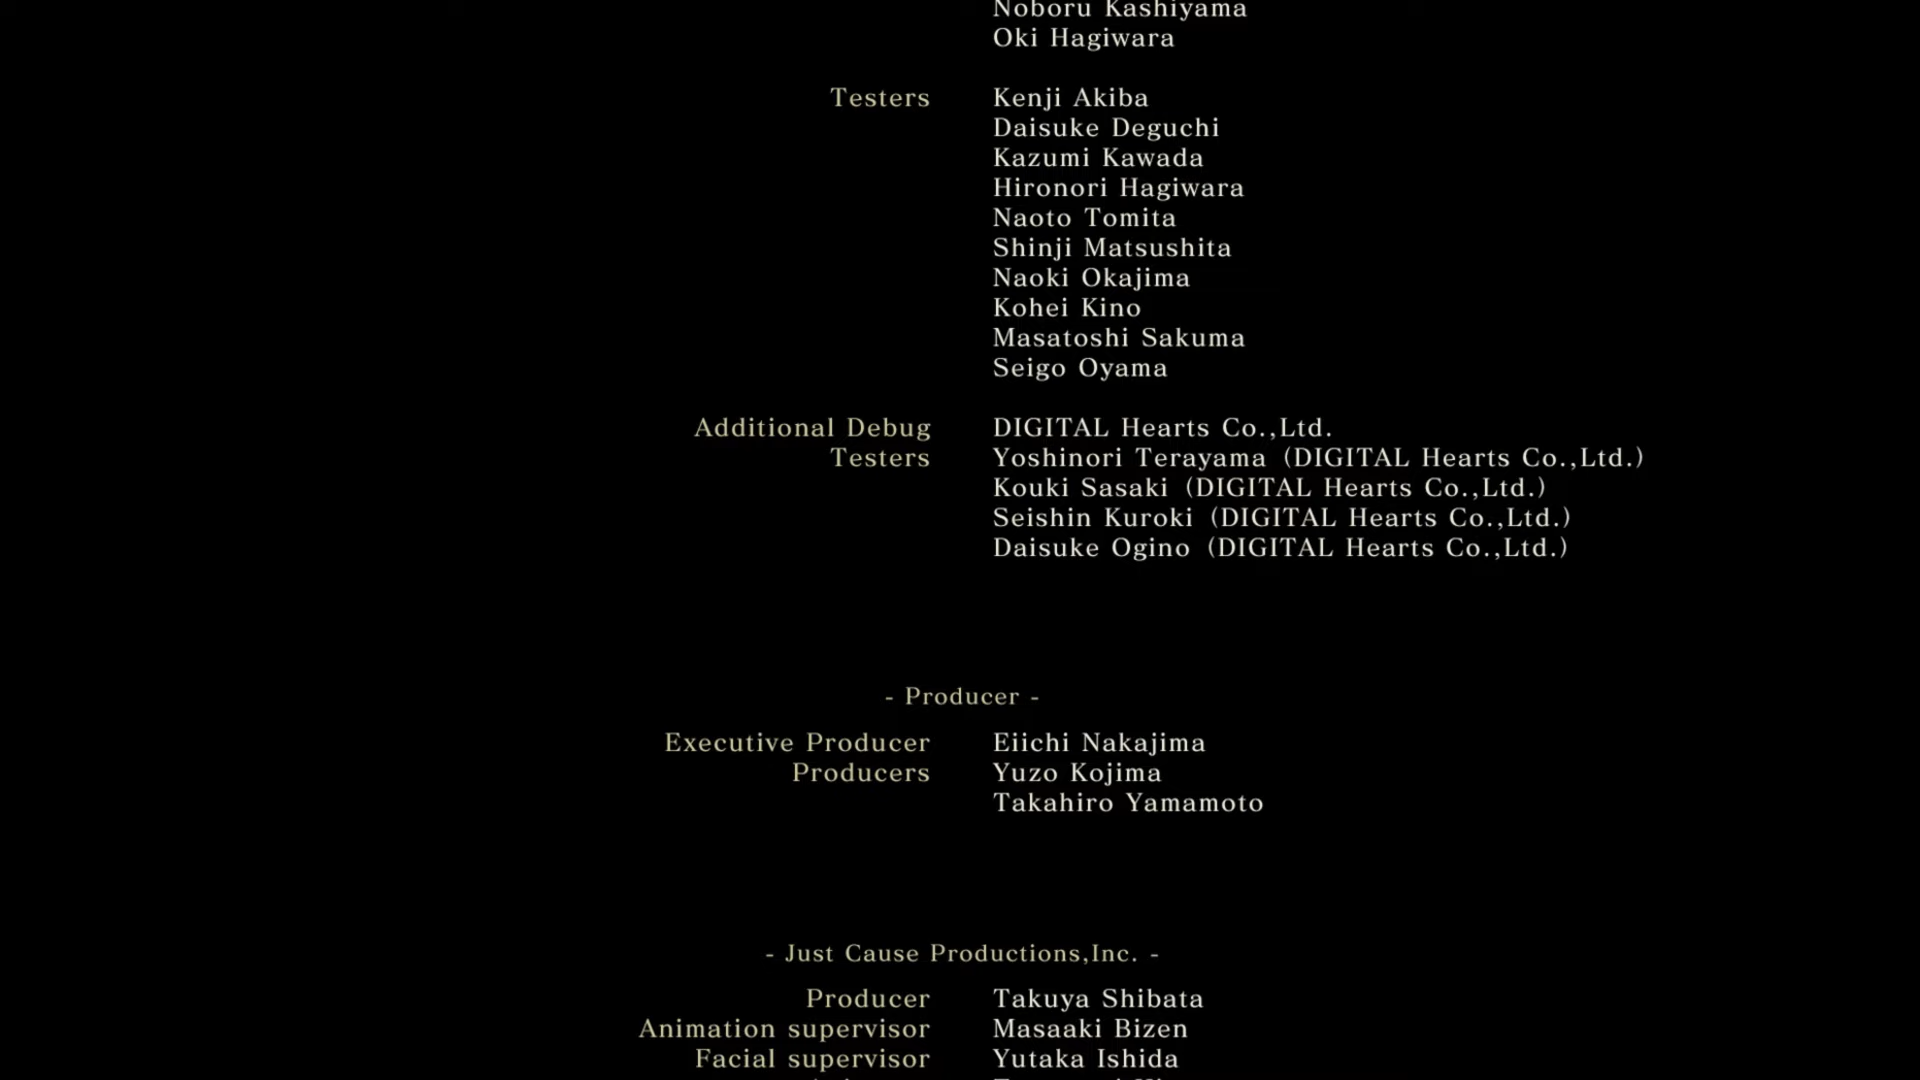 Noboru Kashiyama
Oki Hagiwara
Testers Kenji Akiba
Daisuke Deguchi
Kazumi Kawada
Hironori Hagiwara
Naoto Tomita
Shinji Matsushita
Naoki Okajima
Kohei Kino
Masatoshi Sakuma
Seigo Oyama
Additional Debug DIGITAL Hearts Co.,Ltd.
Testers Yoshinori Terayama (DIGITAL Hearts Co.,Ltd.)
Kouki Sasaki (DIGITAL Hearts Co.,Ltd.)
Seishin Kuroki (DIGITAL Hearts Co.,Ltd.)
Daisuke Ogino (DIGITAL Hearts Co.,Ltd.)
- Producer -
Executive Producer Eiichi Nakajima
Producers Yuzo Kojima
Takahiro Yamamoto
- Just Cause Productions,Inc. -
Producer Takuya Shibata
Animation supervisor Masaaki Bizen
Facial supervisor Yutaka Ishida